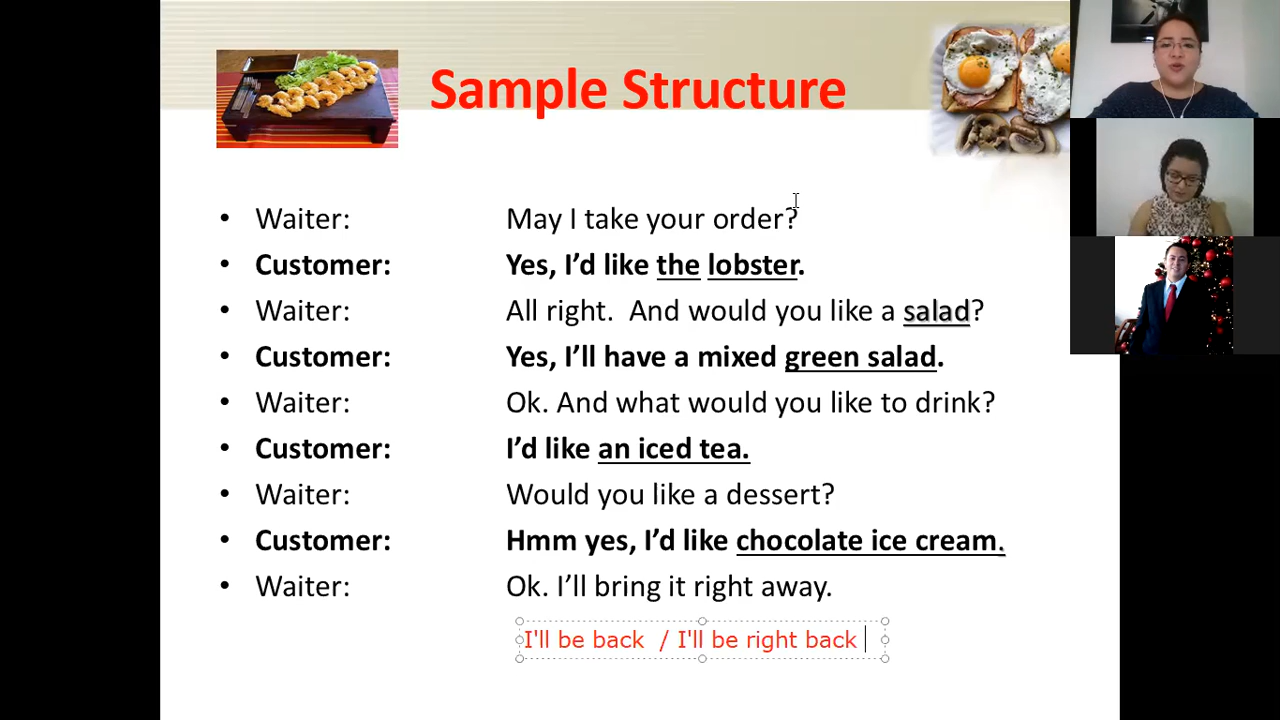 Sample Structure
• Waiter: May I take your order?
• Customer: Yes, I'd like the lobster.
• Waiter: All right.  And would you like a salad?
• Customer: Yes, I'll have a mixed green salad.
• Waiter: Ok. And what would you like to drink?
• Customer: I'd like an iced tea.
• Waiter: Would you like a dessert?
• Customer: Hmm yes, I'd like chocolate ice cream.
• Waiter: Ok. I'll bring it right away.
I'll be back  / I'll be right back